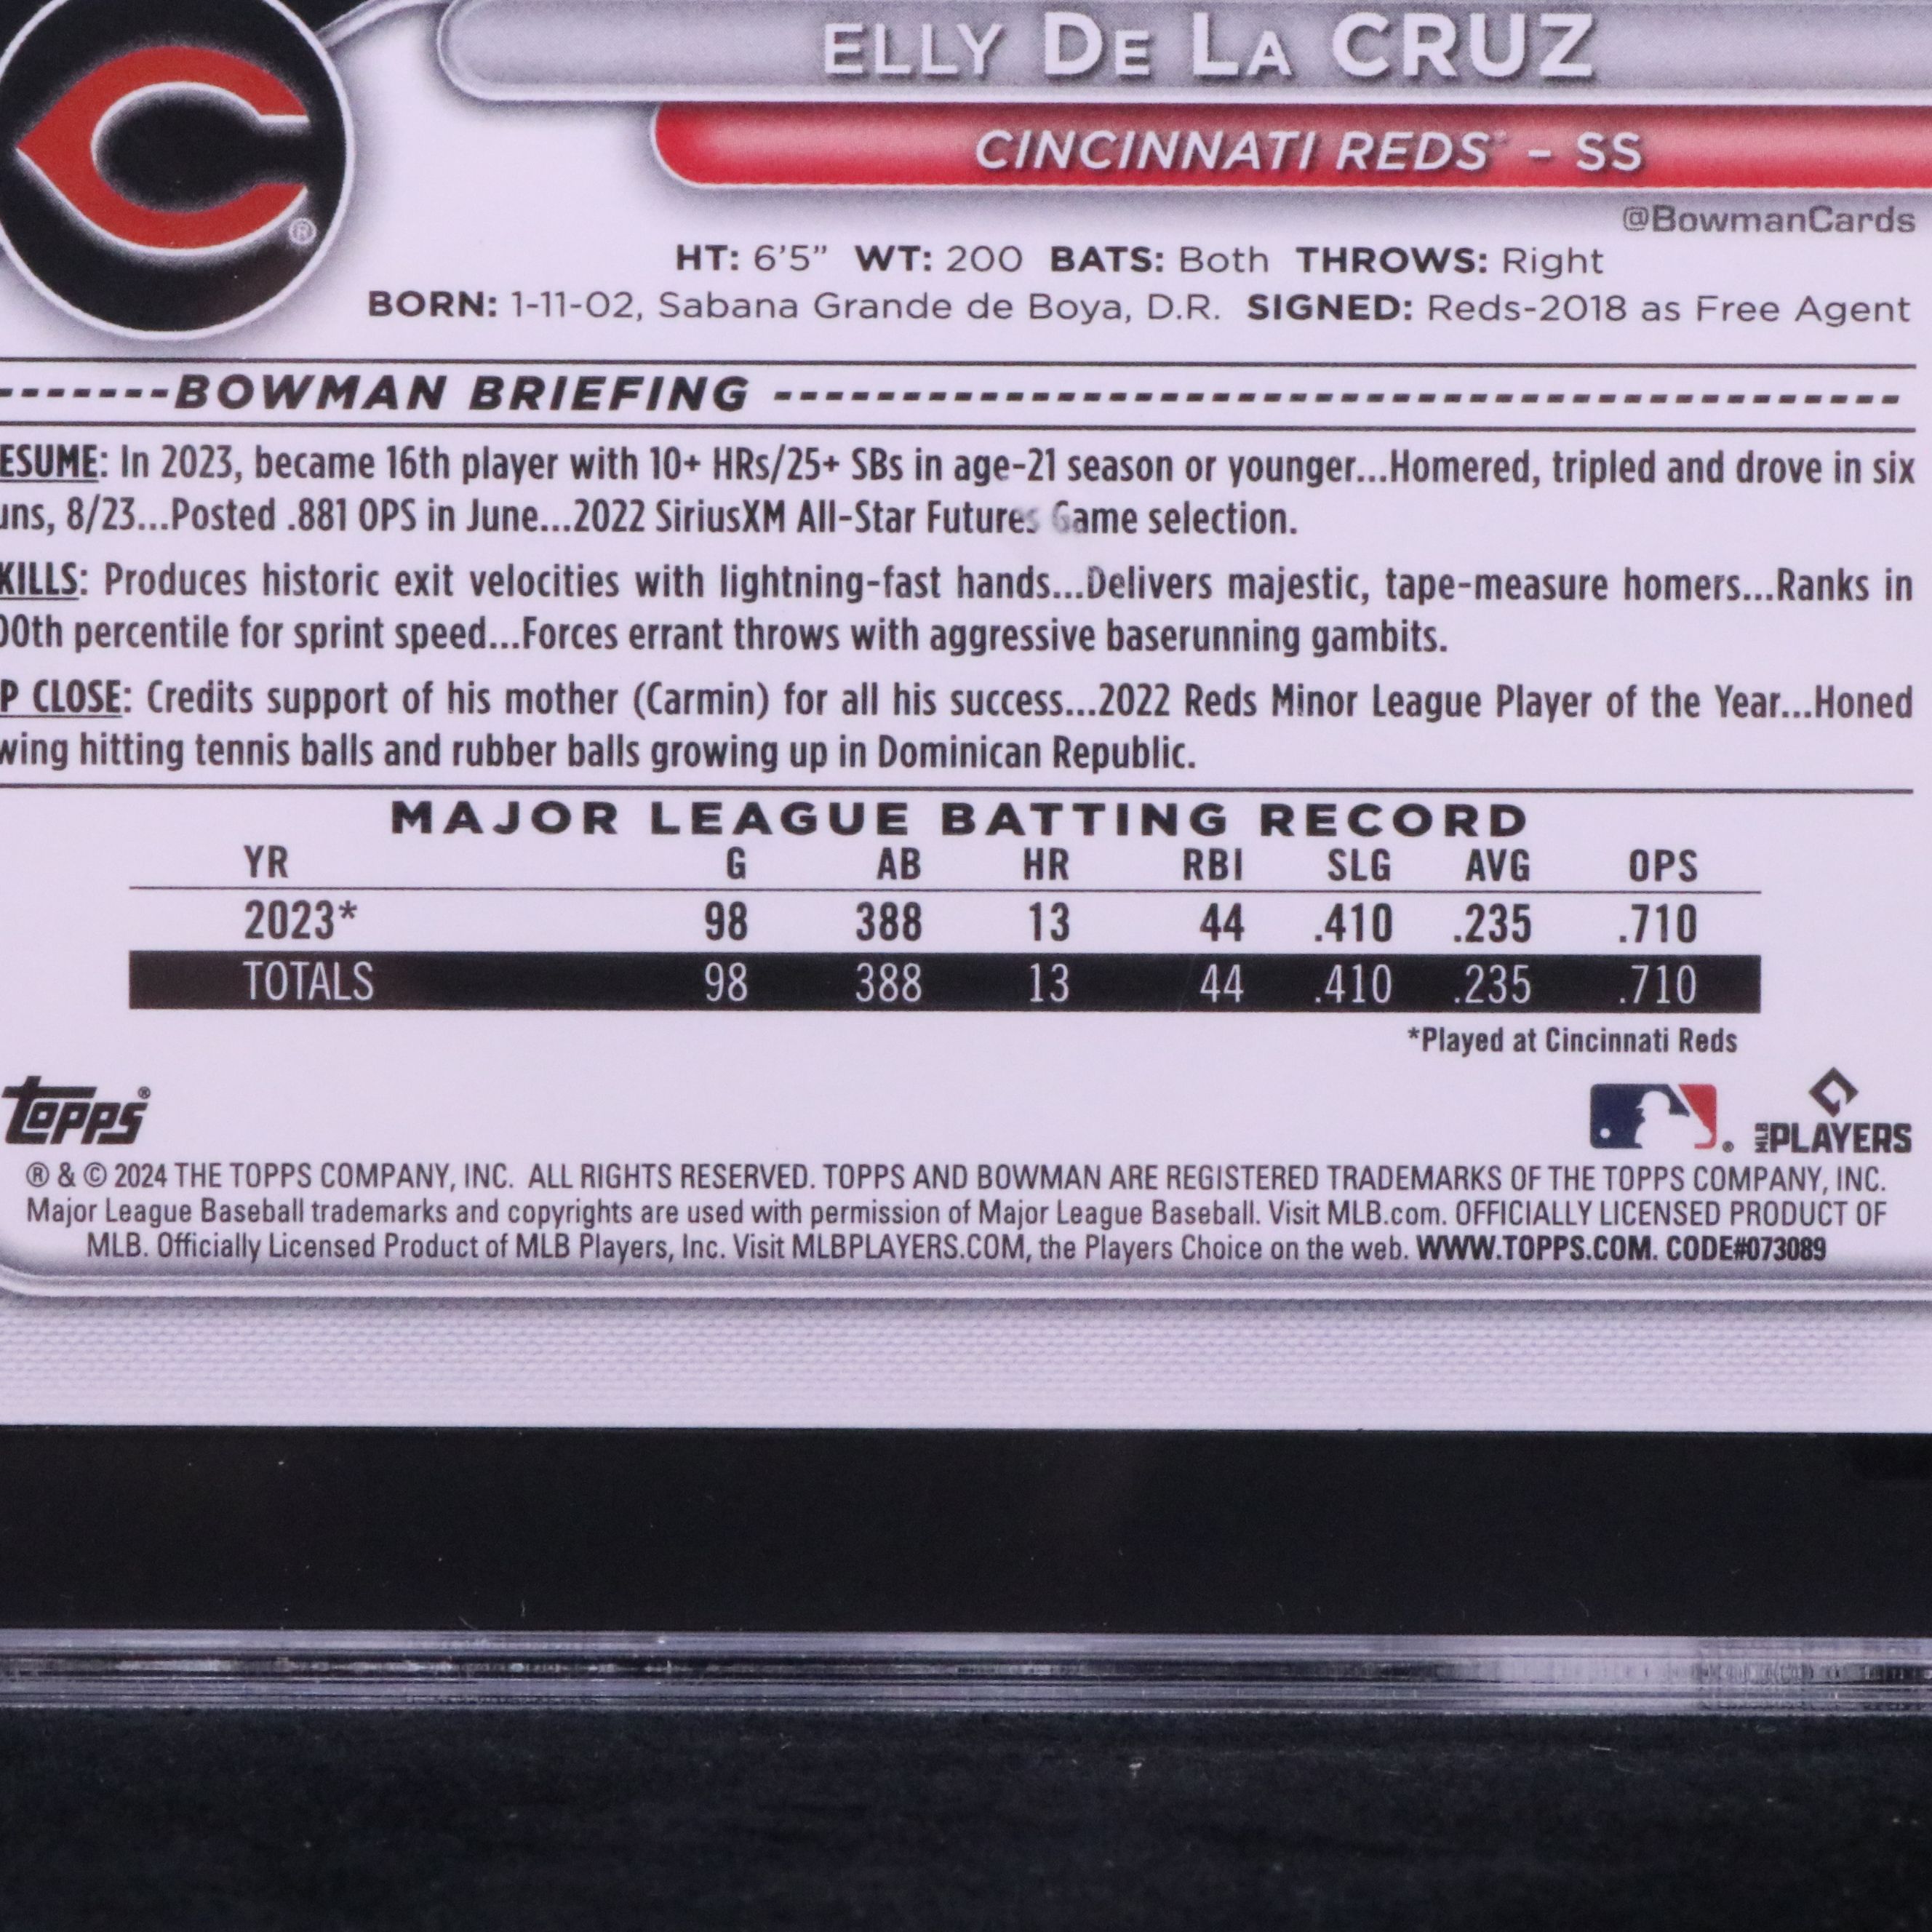 ELLY DE LA CRUZ
CINCINNATI REDS - SS
@BowmanCards
HT: 6'5" WT: 200 BATS: Both THROWS: Right
BORN: 1-11-02, Sabana Grande de Boya, D.R. SIGNED: Reds-2018 as Free Agent
-------BOWMAN BRIEFING ------------------------------------------
ESUME: In 2023, became 16th player with 10+ HRs/25+ SBs in age-21 season or younger...Homered, tripled and drove in six
uns, 8/23...Posted .881 OPS in June...2022 SiriusXM All-Star Futures Game selection.
KILLS: Produces historic exit velocities with lightning-fast hands...Delivers majestic, tape-measure homers...Ranks in
00th percentile for sprint speed...Forces errant throws with aggressive baserunning gambits.
P CLOSE: Credits support of his mother (Carmin) for all his success...2022 Reds Minor League Player of the Year...Honed
wing hitting tennis balls and rubber balls growing up in Dominican Republic.
MAJOR LEAGUE BATTING RECORD
YR G AB HR RBI SLG AVG OPS
2023* 98 388 13 44 .410 .235 .710
TOTALS 98 388 13 44 .410 .235 .710
*Played at Cincinnati Reds
Topps®
MLB PLAYERS
® & © 2024 THE TOPPS COMPANY, INC. ALL RIGHTS RESERVED. TOPPS AND BOWMAN ARE REGISTERED TRADEMARKS OF THE TOPPS COMPANY, INC.
Major League Baseball trademarks and copyrights are used with permission of Major League Baseball. Visit MLB.com. OFFICIALLY LICENSED PRODUCT OF
MLB. Officially Licensed Product of MLB Players, Inc. Visit MLBPLAYERS.COM, the Players Choice on the web. WWW.TOPPS.COM. CODE#073089